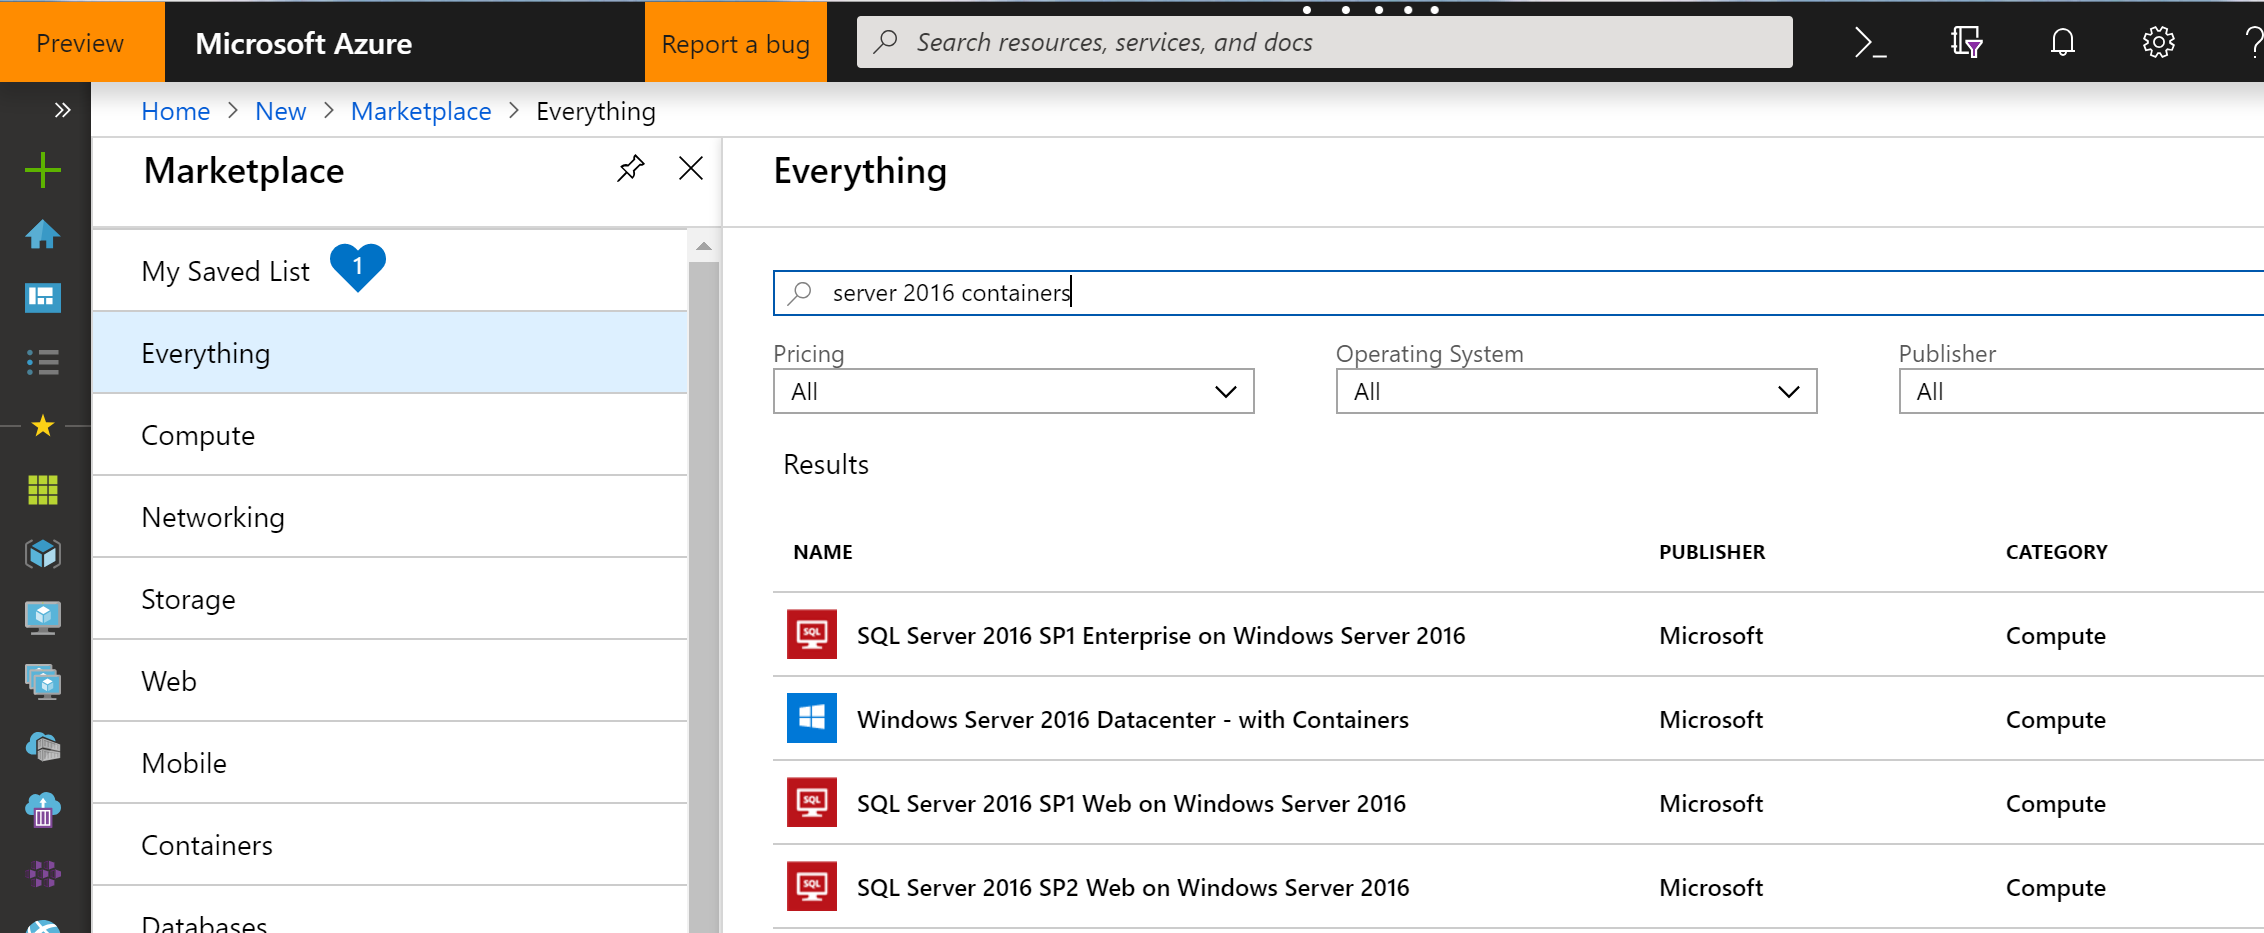 Preview
Microsoft Azure
Report a bug
Search resources, services, and docs
Home > New > Marketplace > Everything
Marketplace
My Saved List 1
Everything
Compute
Networking
Storage
Web
Mobile
Containers
Databases
Everything
server 2016 containers
Pricing Operating System Publisher
All All All
Results
NAME PUBLISHER CATEGORY
SQL Server 2016 SP1 Enterprise on Windows Server 2016 Microsoft Compute
Windows Server 2016 Datacenter - with Containers Microsoft Compute
SQL Server 2016 SP1 Web on Windows Server 2016 Microsoft Compute
SQL Server 2016 SP2 Web on Windows Server 2016 Microsoft Compute